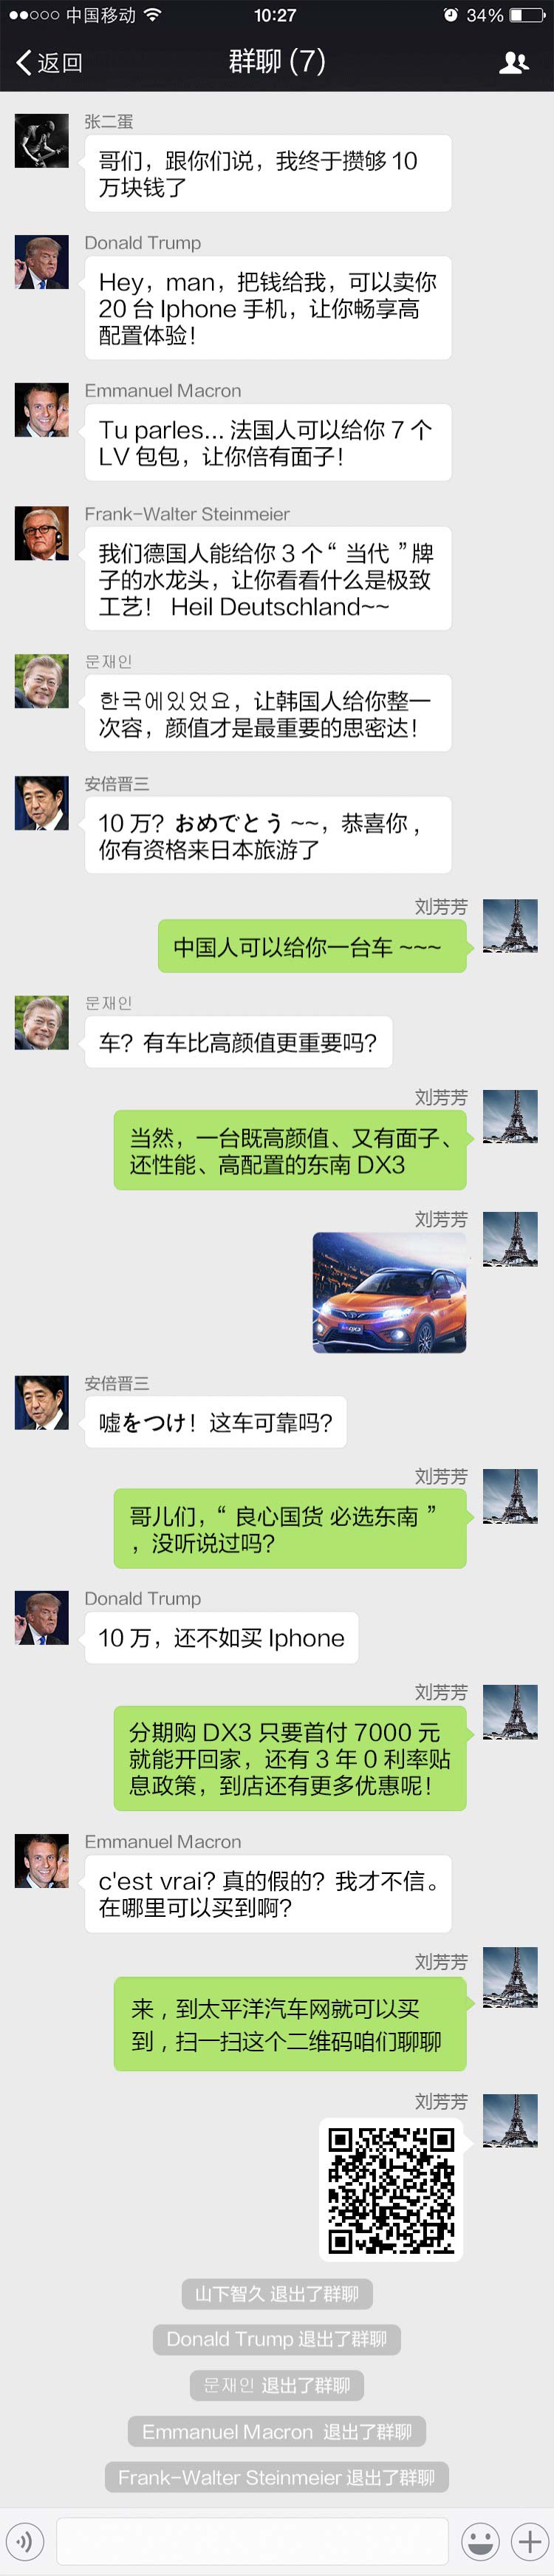 中国移动
10:27
34%
返回
群聊 (7)
张二蛋
哥们，跟你们说，我终于攒够 10
万块钱了
Donald Trump
Hey，man，把钱给我，可以卖你
20 台 Iphone 手机，让你畅享高
配置体验！
Emmanuel Macron
Tu parles... 法国人可以给你 7 个
LV 包包，让你倍有面子！
Frank-Walter Steinmeier
我们德国人能给你 3 个“ 当代 ”牌
子的水龙头，让你看看什么是极致
工艺！ Heil Deutschland~~
문재인
한국에있었요，让韩国人给你整一
次容，颜值才是最重要的思密达！
安倍晋三
10 万？おめでとう ~~，恭喜你，
你有资格来日本旅游了
刘芳芳
中国人可以给你一台车 ~~~
문재인
车？有车比高颜值更重要吗？
刘芳芳
当然，一台既高颜值、又有面子、
还性能、高配置的东南 DX3
刘芳芳
安倍晋三
嘘をつけ！这车可靠吗？
刘芳芳
哥儿们，“ 良心国货 必选东南 ”
，没听说过吗？
Donald Trump
10 万，还不如买 Iphone
刘芳芳
分期购 DX3 只要首付 7000 元
就能开回家，还有 3 年 0 利率贴
息政策，到店还有更多优惠呢！
Emmanuel Macron
c'est vrai？真的假的？我才不信。
在哪里可以买到啊？
刘芳芳
来，到太平洋汽车网就可以买
到，扫一扫这个二维码咱们聊聊
刘芳芳
山下智久 退出了群聊
Donald Trump 退出了群聊
문재인 退出了群聊
Emmanuel Macron 退出了群聊
Frank-Walter Steinmeier 退出了群聊